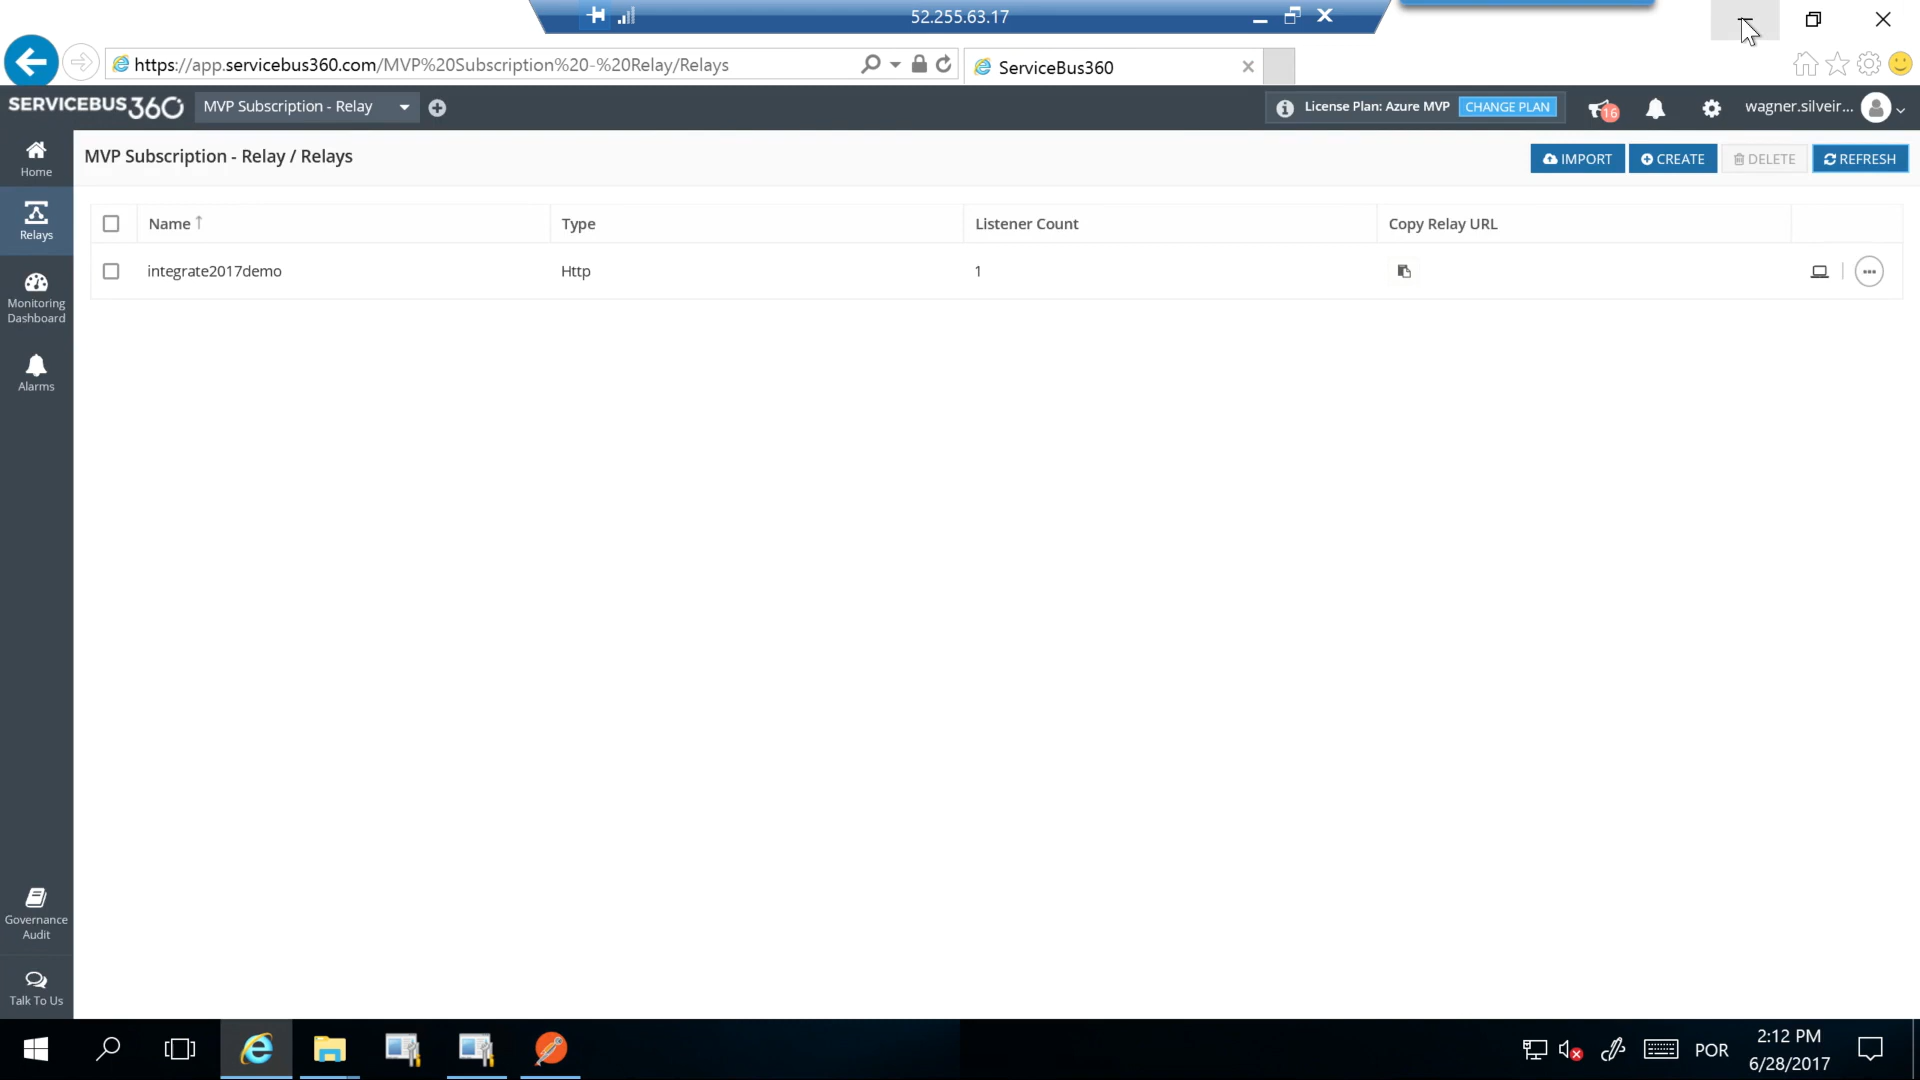 52.255.63.17
https://app.servicebus360.com/MVP%20Subscription%20-%20Relay/Relays
ServiceBus360
SERVICEBUS360
MVP Subscription - Relay
License Plan: Azure MVP
CHANGE PLAN
16
wagner.silveir...
Home
Relays
Monitoring
Dashboard
Alarms
Governance
Audit
Talk To Us
MVP Subscription - Relay / Relays
IMPORT
CREATE
DELETE
REFRESH
Name
Type
Listener Count
Copy Relay URL
integrate2017demo
Http
1
POR
2:12 PM
6/28/2017